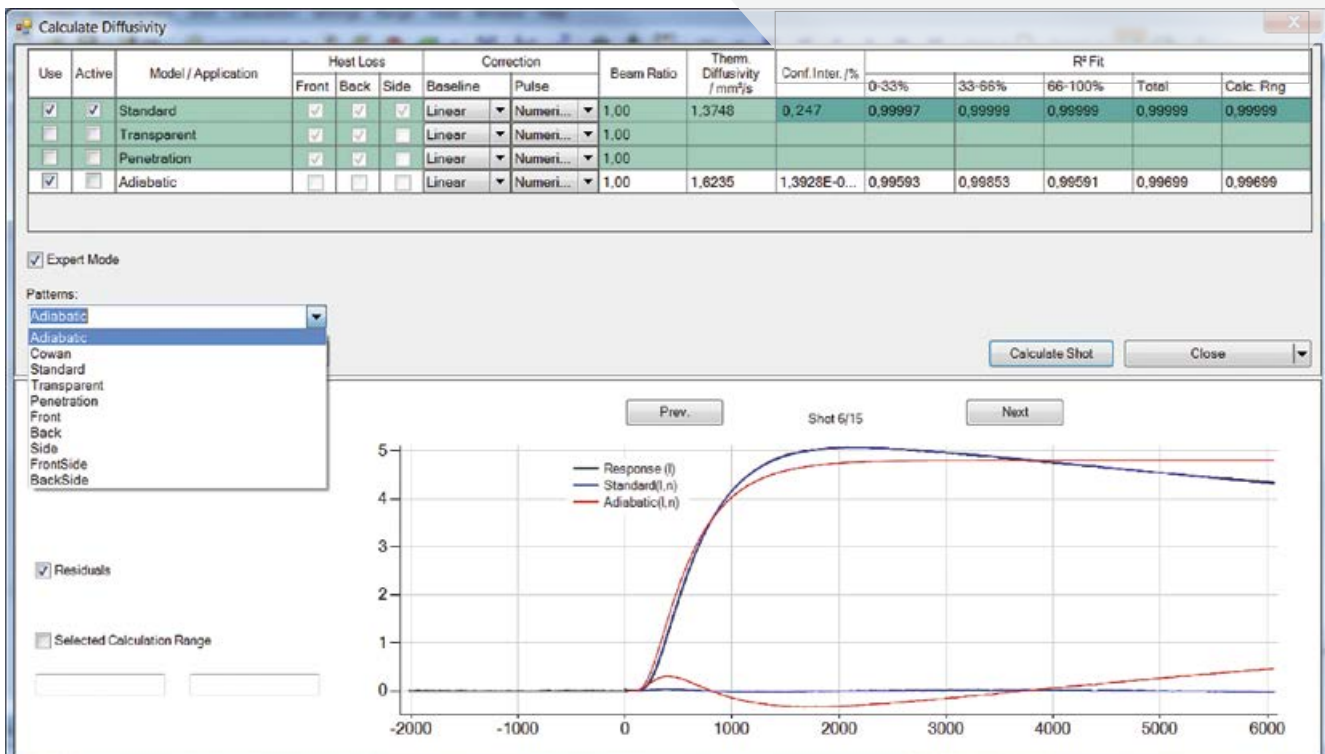 Calculate Diffusivity
Use Active Model / Application Heat Loss Correction Beam Ratio Therm. Diffusivity / mm²/s Conf.Inter./% R² Fit
Front Back Side Baseline Pulse 0-33% 33-66% 66-100% Total Calc. Rng
Standard Linear Numeri... 1,00 1,3748 0,247 0,99997 0,99999 0,99999 0,99999 0,99999
Transparent Linear Numeri... 1,00
Penetration Linear Numeri... 1,00
Adiabatic Linear Numeri... 1,00 1,6235 1,3928E-0... 0,99593 0,99853 0,99591 0,99699 0,99699
Expert Mode
Patterns:
Adiabatic
Adiabatic
Cowan
Standard
Transparent
Penetration
Front
Back
Side
FrontSide
BackSide
Calculate Shot Close
Prev. Shot 6/15 Next
Response (l)
Standard(l,n)
Adiabatic(l,n)
Residuals
Selected Calculation Range
5
4
3
2
1
0
-2000 -1000 0 1000 2000 3000 4000 5000 6000